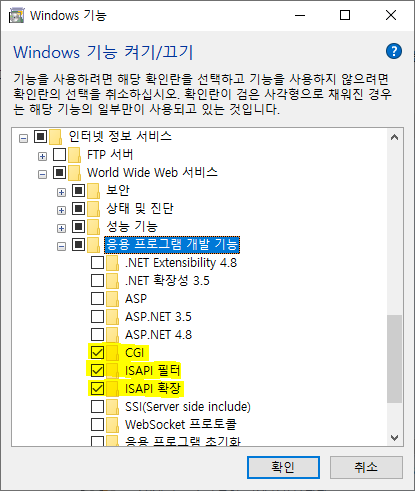 Windows 기능
Windows 기능 켜기/끄기
기능을 사용하려면 해당 확인란을 선택하고 기능을 사용하지 않으려면
확인란의 선택을 취소하십시오. 확인란이 검은 사각형으로 채워진 경우
는 해당 기능의 일부만이 사용되고 있는 것입니다.
인터넷 정보 서비스
FTP 서버
World Wide Web 서비스
보안
상태 및 진단
성능 기능
응용 프로그램 개발 기능
.NET Extensibility 4.8
.NET 확장성 3.5
ASP
ASP.NET 3.5
ASP.NET 4.8
CGI
ISAPI 필터
ISAPI 확장
SSI(Server side include)
WebSocket 프로토콜
응용 프로그램 초기화
확인
취소